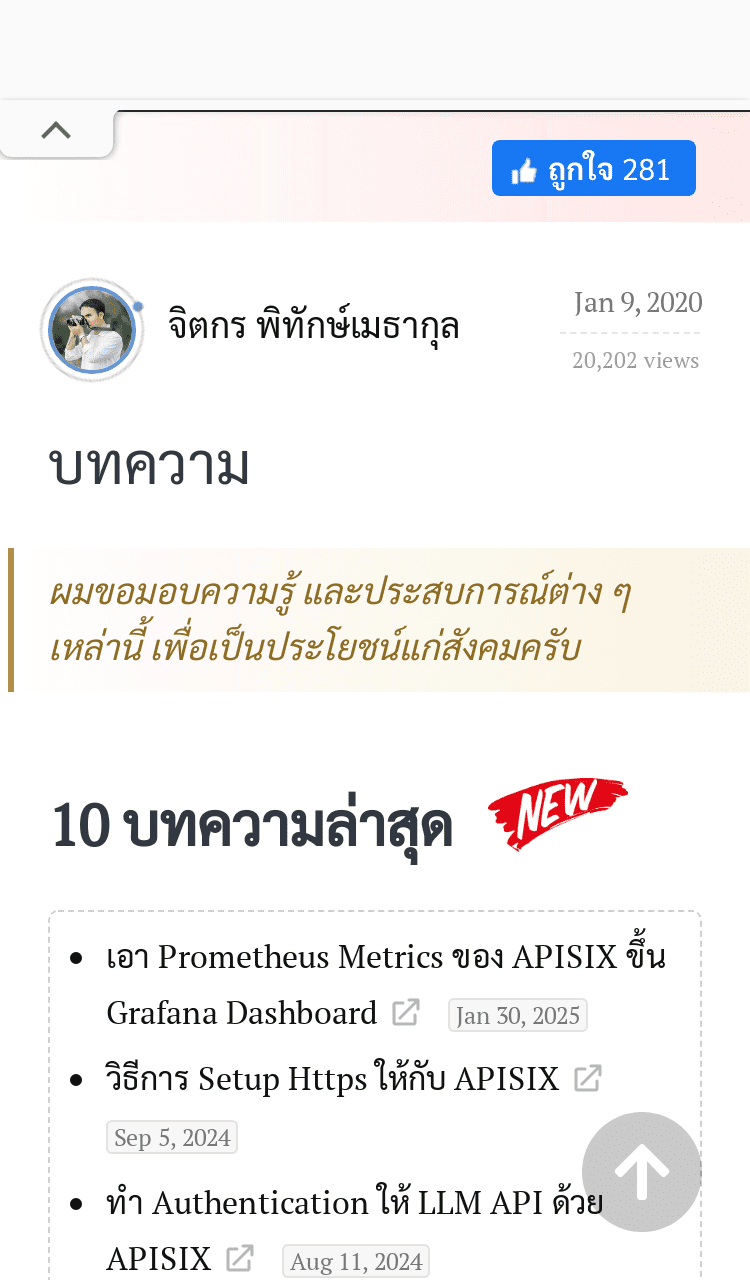 ถูกใจ 281
จิตกร พิทักษ์เมธากุล
Jan 9, 2020
20,202 views
บทความ
ผมขอมอบความรู้ และประสบการณ์ต่าง ๆ
เหล่านี้ เพื่อเป็นประโยชน์แก่สังคมครับ
10 บทความล่าสุด NEW
เอา Prometheus Metrics ของ APISIX ขึ้น
Grafana Dashboard Jan 30, 2025
วิธีการ Setup Https ให้กับ APISIX
Sep 5, 2024
ทำ Authentication ให้ LLM API ด้วย
APISIX Aug 11, 2024